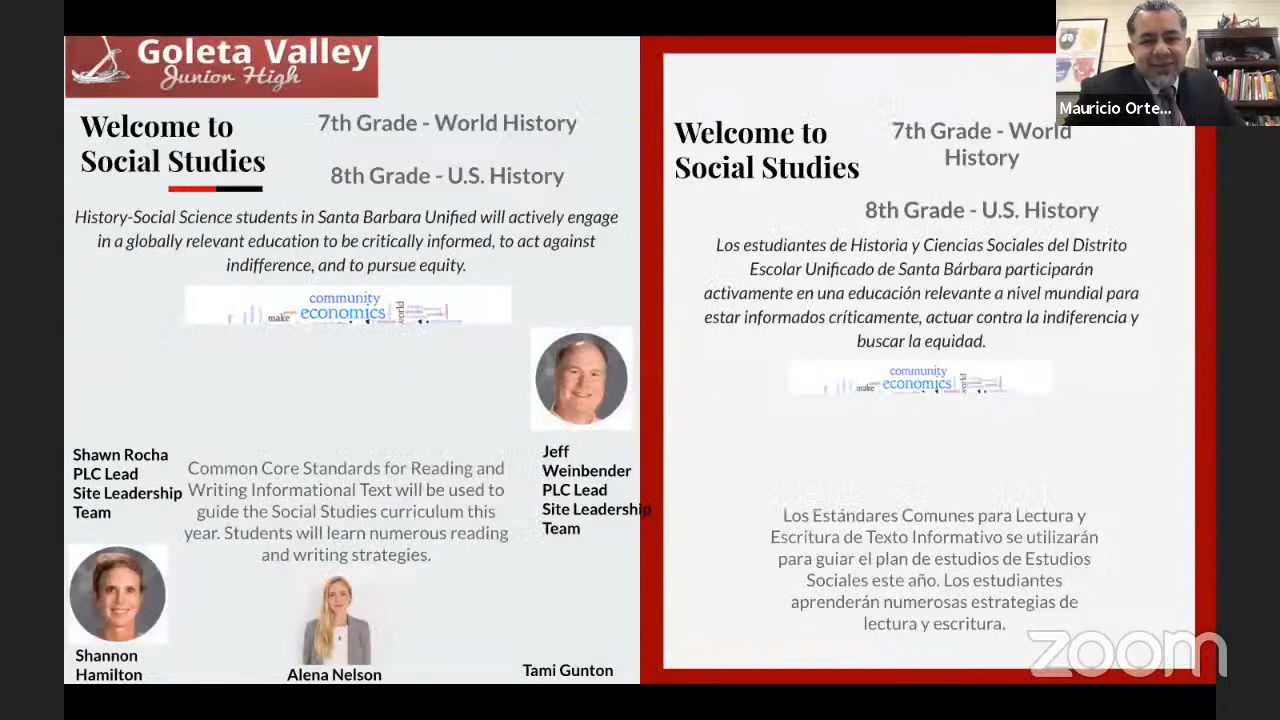 Goleta Valley
Junior High
Welcome to
Social Studies
7th Grade - World History
8th Grade - U.S. History
History-Social Science students in Santa Barbara Unified will actively engage
in a globally relevant education to be critically informed, to act against
indifference, and to pursue equity.
community
economics
make
world
Shawn Rocha
PLC Lead
Site Leadership
Team
Common Core Standards for Reading and
Writing Informational Text will be used to
guide the Social Studies curriculum this
year. Students will learn numerous reading
and writing strategies.
Jeff
Weinbender
PLC Lead
Site Leadership
Team
Shannon
Hamilton
Alena Nelson
Tami Gunton
Welcome to
Social Studies
7th Grade - World
History
8th Grade - U.S. History
Los estudiantes de Historia y Ciencias Sociales del Distrito
Escolar Unificado de Santa Bárbara participarán
activamente en una educación relevante a nivel mundial para
estar informados críticamente, actuar contra la indiferencia y
buscar la equidad.
community
economics
make
world
Los Estándares Comunes para Lectura y
Escritura de Texto Informativo se utilizarán
para guiar el plan de estudios de Estudios
Sociales este año. Los estudiantes
aprenderán numerosas estrategias de
lectura y escritura.
Mauricio Orte...
zoom